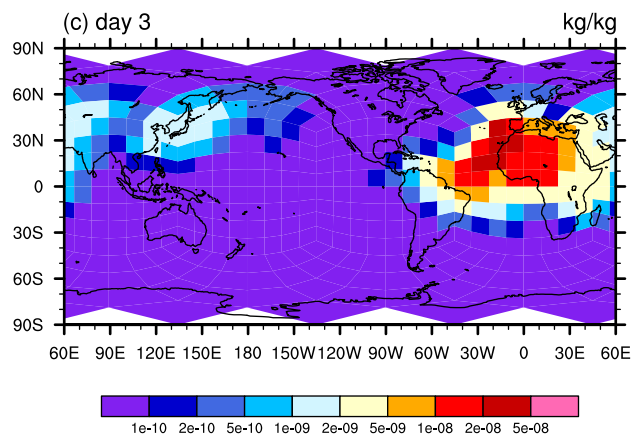 (c) day 3 kg/kg
90N
60N
30N
0
30S
60S
90S
60E 90E 120E 150E 180 150W 120W 90W 60W 30W 0 30E 60E
1e-10 2e-10 5e-10 1e-09 2e-09 5e-09 1e-08 2e-08 5e-08